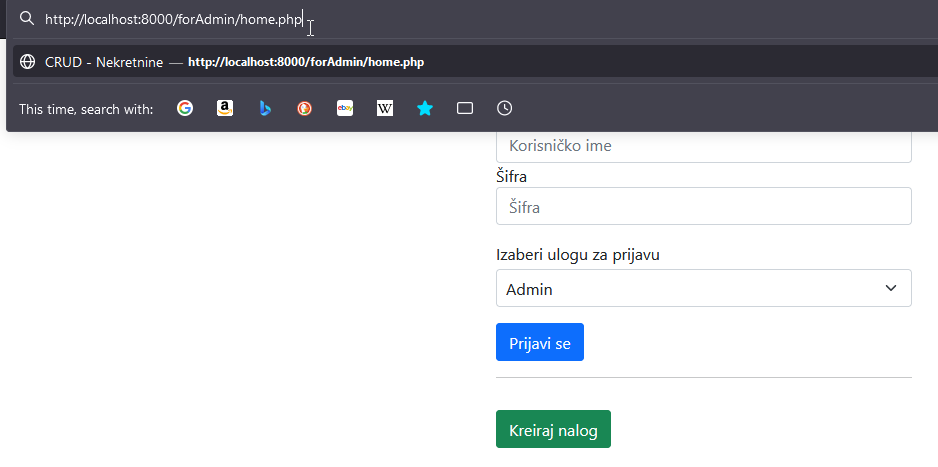 http://localhost:8000/forAdmin/home.php
CRUD - Nekretnine — http://localhost:8000/forAdmin/home.php
This time, search with: G a b ebay W
Korisničko ime
Šifra
Šifra
Izaberi ulogu za prijavu
Admin
Prijavi se
Kreiraj nalog